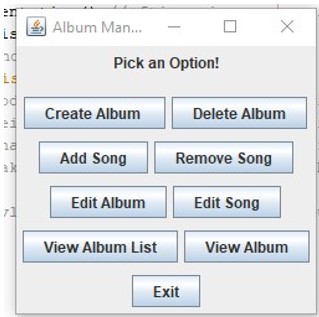 Album Man...
Pick an Option!
Create Album Delete Album
Add Song Remove Song
Edit Album Edit Song
View Album List View Album
Exit